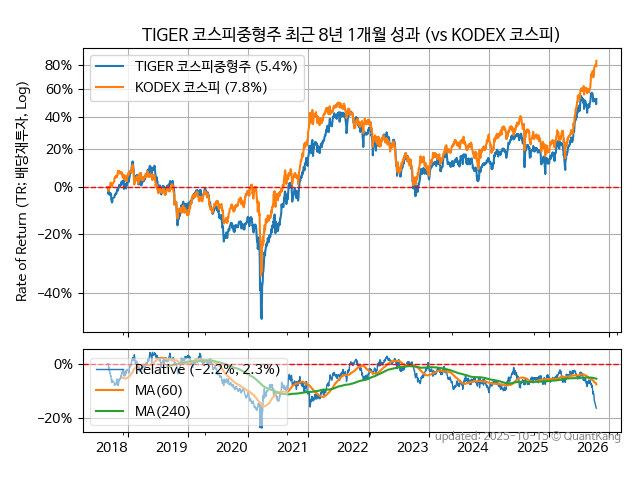 TIGER 코스피중형주 최근 8년 1개월 성과 (vs KODEX 코스피)
Rate of Return (TR: 배당재투자, Log)
TIGER 코스피중형주 (5.4%)
KODEX 코스피 (7.8%)
80%
60%
40%
20%
0%
−20%
−40%
Relative (−2.2%-2.3%)
MA(60)
MA(240)
0%
−20%
2018 2019 2020 2021 2022 2023 2024 2025 2026
updated: 2025-10-15 © QuantKang